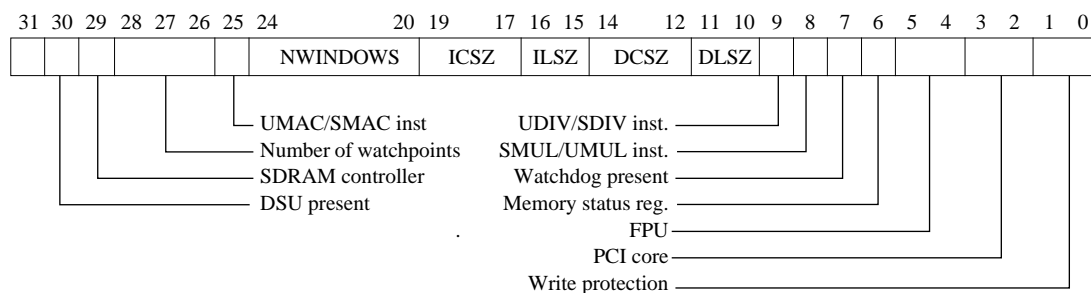 31 30 29 28 26 25 24 20 19 17 16 15 14 12 11 10 9 8 7 6 5 4 3 2 1 0
NWINDOWS ICSZ ILSZ DCSZ DLSZ
UMAC/SMAC inst UDIV/SDIV inst.
Number of watchpoints SMUL/UMUL inst.
SDRAM controller Watchdog present
DSU present Memory status reg.
. FPU
PCI core
Write protection